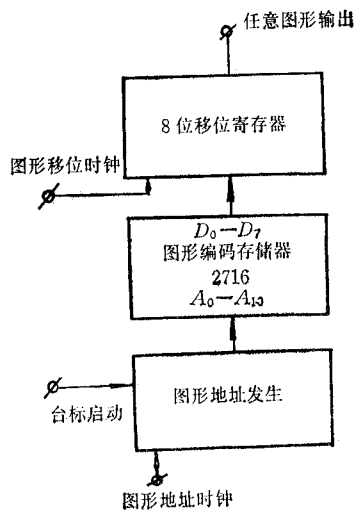 任意图形输出
8位移位寄存器
图形移位时钟
D₀—D₇
图形编码存储器
2716
A₀—A₁₀
图形地址发生
台标启动
图形地址时钟